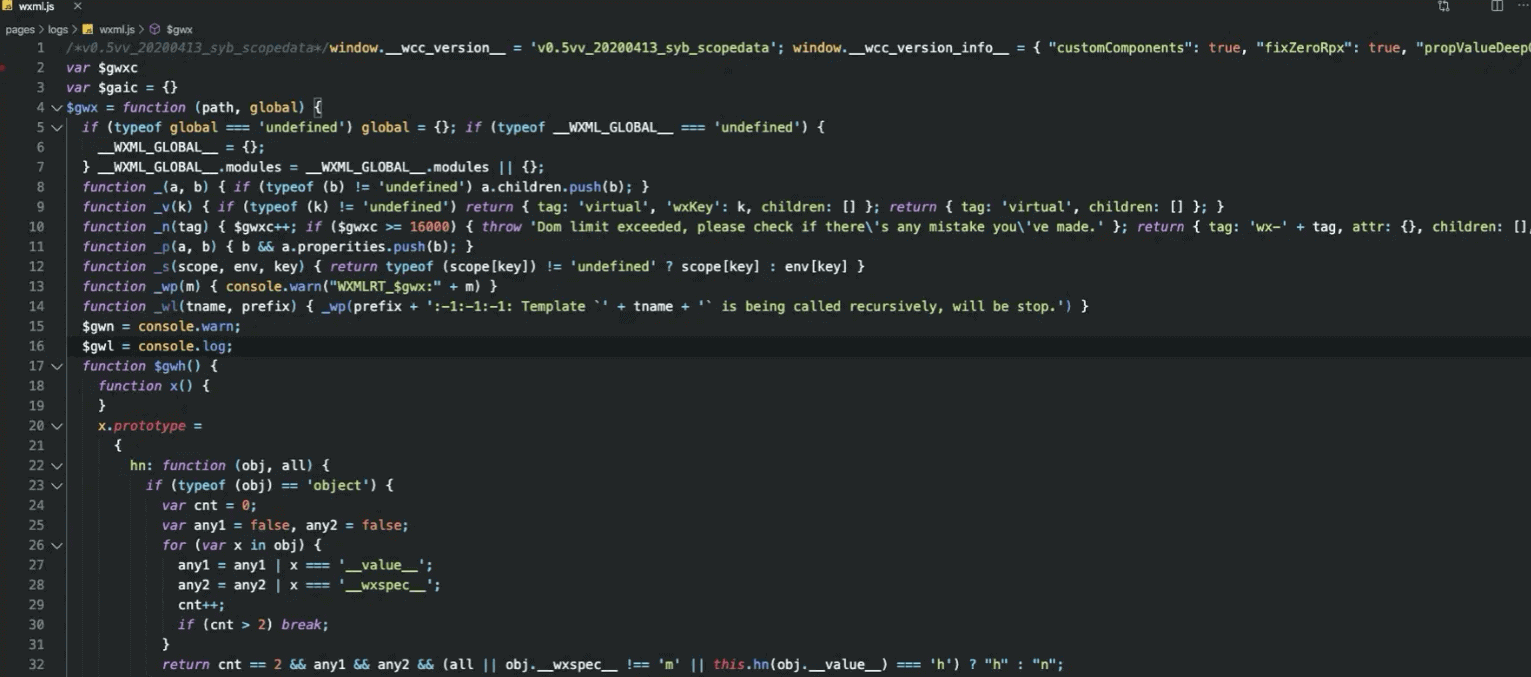 wxml.js ×
pages > logs > wxml.js > $gwx
1 /*v0.5vv_20200413_syb_scopedata*/window.__wcc_version__ = 'v0.5vv_20200413_syb_scopedata'; window.__wcc_version_info__ = { "customComponents": true, "fixZeroRpx": true, "propValueDeep
2 var $gwxc
3 var $gaic = {}
4 $gwx = function (path, global) {
5 if (typeof global === 'undefined') global = {}; if (typeof __WXML_GLOBAL__ === 'undefined') {
6 __WXML_GLOBAL__ = {};
7 } __WXML_GLOBAL__.modules = __WXML_GLOBAL__.modules || {};
8 function _(a, b) { if (typeof (b) != 'undefined') a.children.push(b); }
9 function _v(k) { if (typeof (k) != 'undefined') return { tag: 'virtual', 'wxKey': k, children: [] }; return { tag: 'virtual', children: [] }; }
10 function _n(tag) { $gwxc++; if ($gwxc >= 16000) { throw 'Dom limit exceeded, please check if there\'s any mistake you\'ve made.' }; return { tag: 'wx-' + tag, attr: {}, children: []
11 function _p(a, b) { b && a.properities.push(b); }
12 function _s(scope, env, key) { return typeof (scope[key]) != 'undefined' ? scope[key] : env[key] }
13 function _wp(m) { console.warn("WXMLRT_$gwx:" + m) }
14 function _wl(tname, prefix) { _wp(prefix + ':-1:-1:-1: Template `' + tname + '` is being called recursively, will be stop.') }
15 $gwn = console.warn;
16 $gwl = console.log;
17 function $gwh() {
18 function x() {
19 }
20 x.prototype =
21 {
22 hn: function (obj, all) {
23 if (typeof (obj) == 'object') {
24 var cnt = 0;
25 var any1 = false, any2 = false;
26 for (var x in obj) {
27 any1 = any1 | x === '__value__';
28 any2 = any2 | x === '__wxspec__';
29 cnt++;
30 if (cnt > 2) break;
31 }
32 return cnt == 2 && any1 && any2 && (all || obj.__wxspec__ !== 'm' || this.hn(obj.__value__) === 'h') ? "h" : "n";